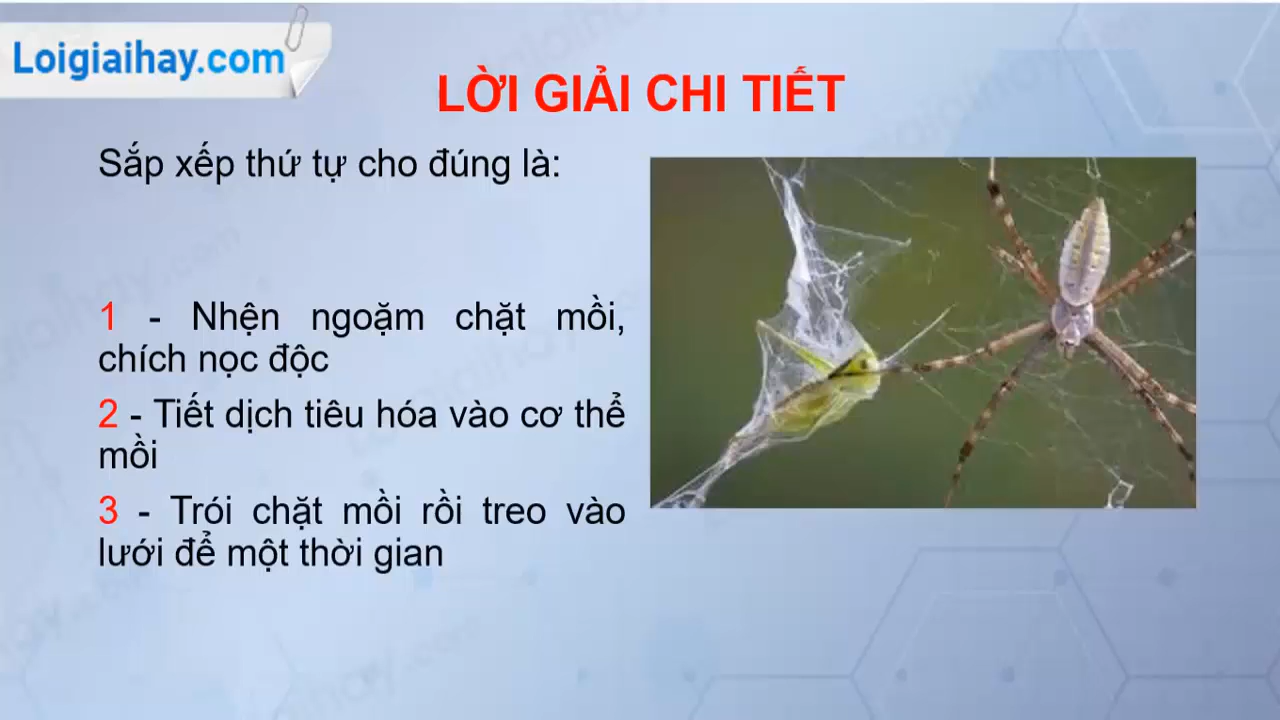 Loigiaihay.com
LỜI GIẢI CHI TIẾT
Sắp xếp thứ tự cho đúng là:
1 - Nhện ngoặm chặt mồi,
chích nọc độc
2 - Tiết dịch tiêu hóa vào cơ thể
mồi
3 - Trói chặt mồi rồi treo vào
lưới để một thời gian